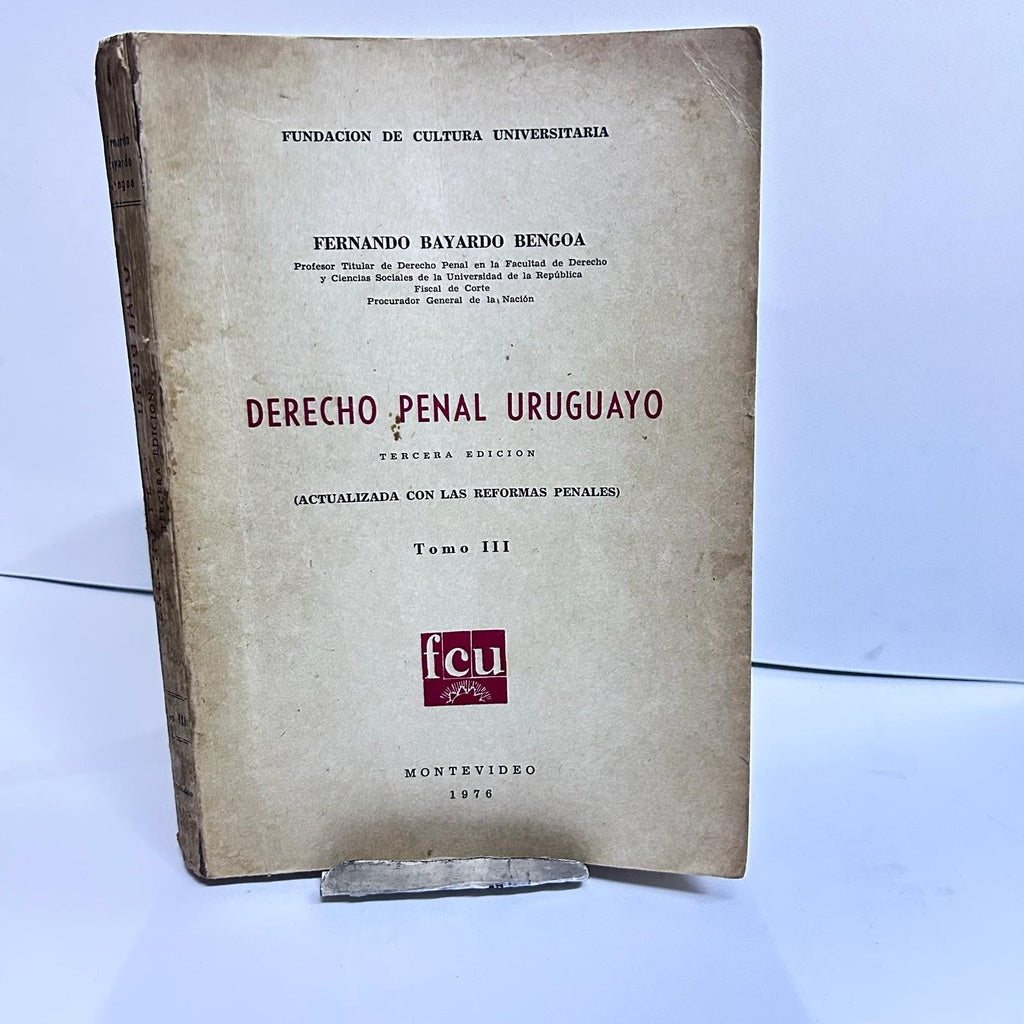 FUNDACION DE CULTURA UNIVERSITARIA
FERNANDO BAYARDO BENGOA
Profesor Titular de Derecho Penal en la Facultad de Derecho
y Ciencias Sociales de la Universidad de la República
Fiscal de Corte
Procurador General de la Nación
DERECHO PENAL URUGUAYO
TERCERA EDICION
(ACTUALIZADA CON LAS REFORMAS PENALES)
Tomo III
fcu
MONTEVIDEO
1976